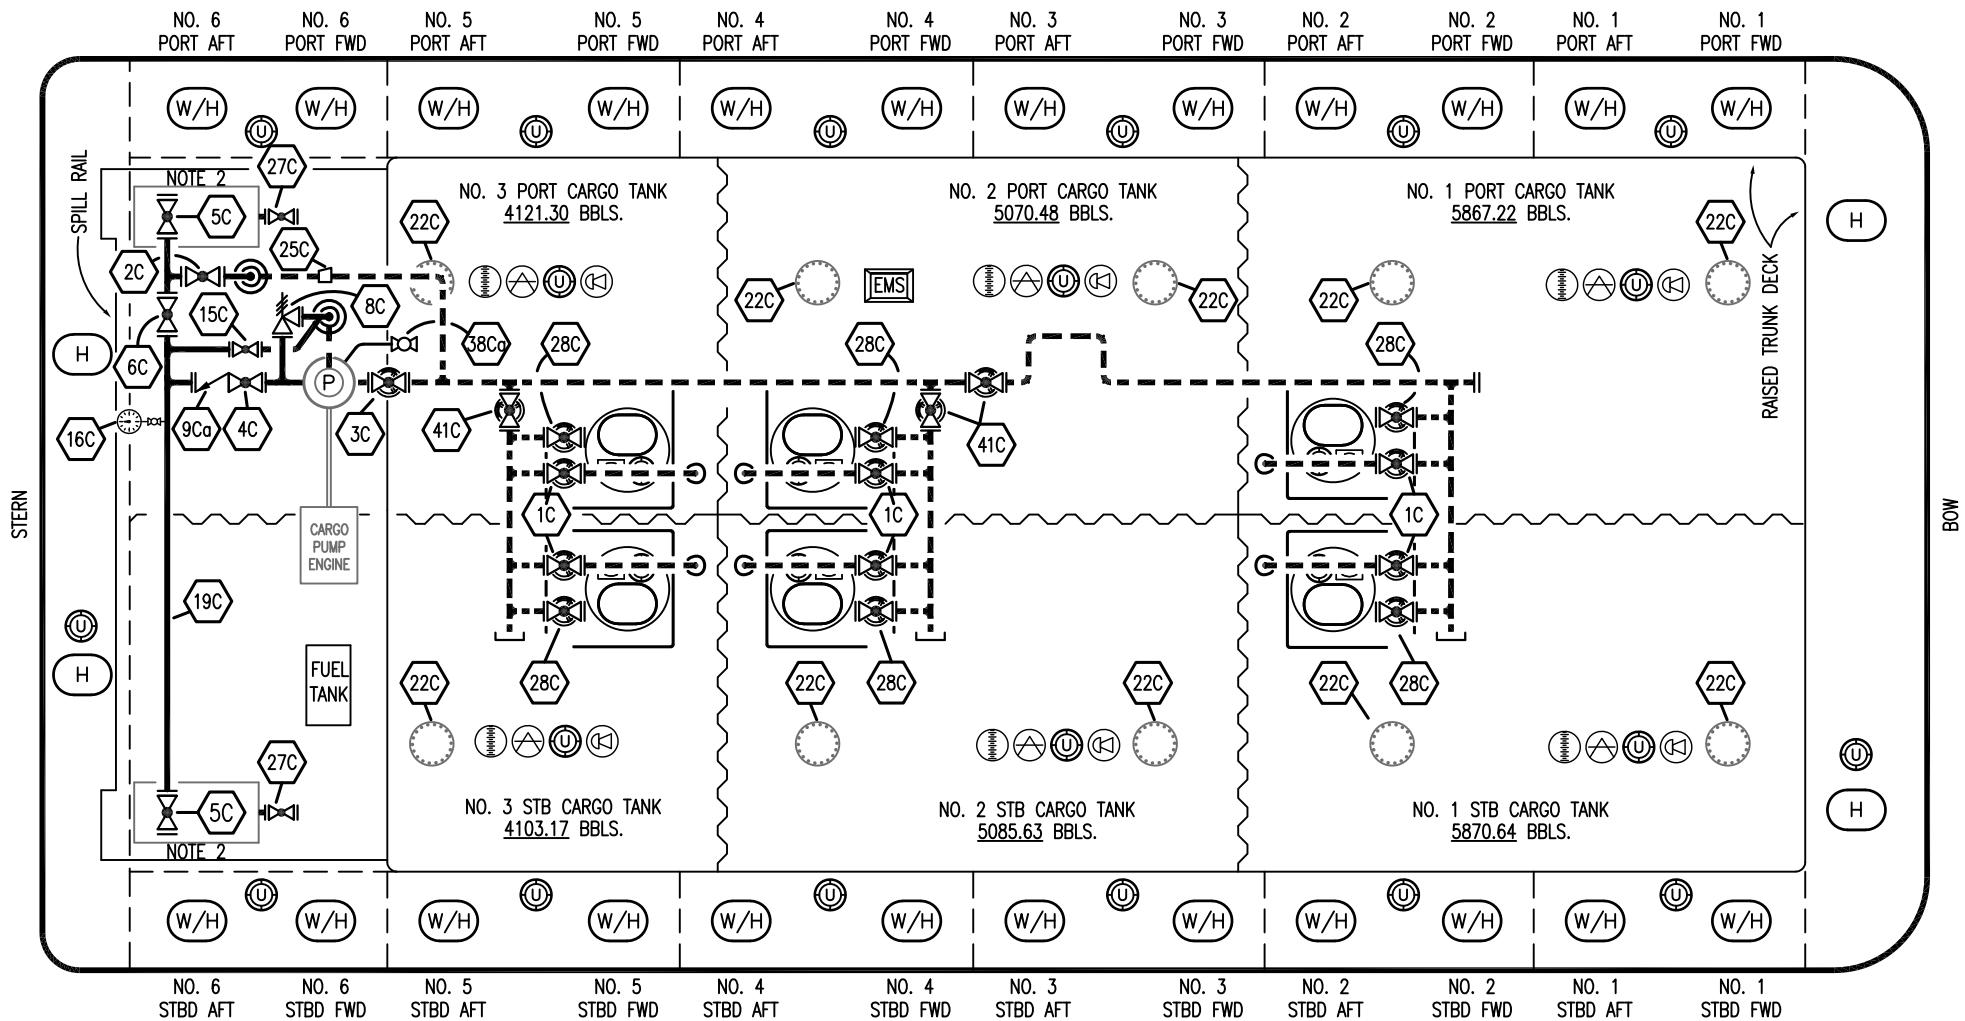 NO. 6 NO. 6 NO. 5 NO. 5 NO. 4 NO. 4 NO. 3 NO. 3 NO. 2 NO. 2 NO. 1 NO. 1
PORT AFT PORT FWD PORT AFT PORT FWD PORT AFT PORT FWD PORT AFT PORT FWD PORT AFT PORT FWD PORT AFT PORT FWD
W/H W/H W/H W/H W/H W/H W/H W/H W/H W/H W/H W/H
U U U U U U
SPILL RAIL
NOTE 2
27C
5C
NO. 3 PORT CARGO TANK
4121.30 BBLS.
NO. 2 PORT CARGO TANK
5070.48 BBLS.
NO. 1 PORT CARGO TANK
5867.22 BBLS.
22C
22C
H
RAISED TRUNK DECK
25C
2C
U
EMS
U
U
22C
22C
22C
8C
15C
H
6C
38Ca
28C
28C
28C
P
16C
9Ca
4C
3C
41C
41C
STERN
BOW
1C
1C
1C
CARGO
PUMP
ENGINE
19C
U
H
FUEL
TANK
22C
28C
22C
28C
22C
22C
28C
22C
U
U
U
27C
5C
NOTE 2
U
H
NO. 3 STB CARGO TANK
4103.17 BBLS.
NO. 2 STB CARGO TANK
5085.63 BBLS.
NO. 1 STB CARGO TANK
5870.64 BBLS.
U U U U U U
W/H W/H W/H W/H W/H W/H W/H W/H W/H W/H W/H W/H
NO. 6 NO. 6 NO. 5 NO. 5 NO. 4 NO. 4 NO. 3 NO. 3 NO. 2 NO. 2 NO. 1 NO. 1
STBD AFT STBD FWD STBD AFT STBD FWD STBD AFT STBD FWD STBD AFT STBD FWD STBD AFT STBD FWD STBD AFT STBD FWD